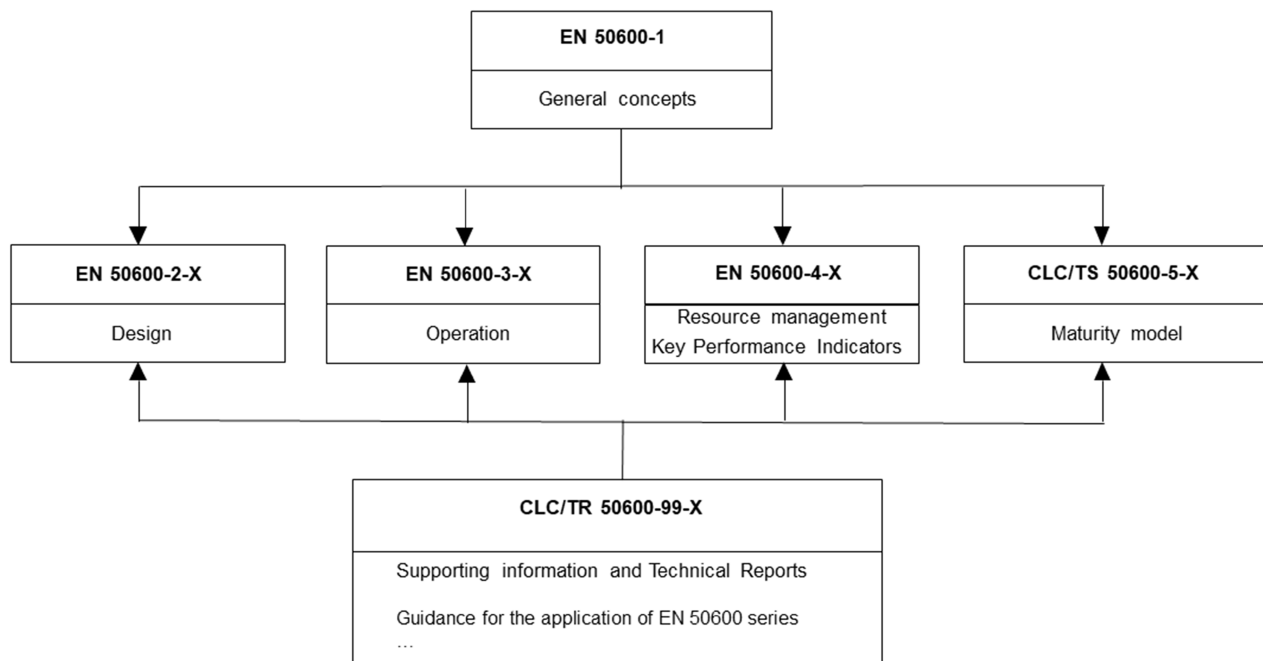 EN 50600-1
General concepts
EN 50600-2-X
Design
EN 50600-3-X
Operation
EN 50600-4-X
Resource management
Key Performance Indicators
CLC/TS 50600-5-X
Maturity model
CLC/TR 50600-99-X
Supporting information and Technical Reports
Guidance for the application of EN 50600 series
...